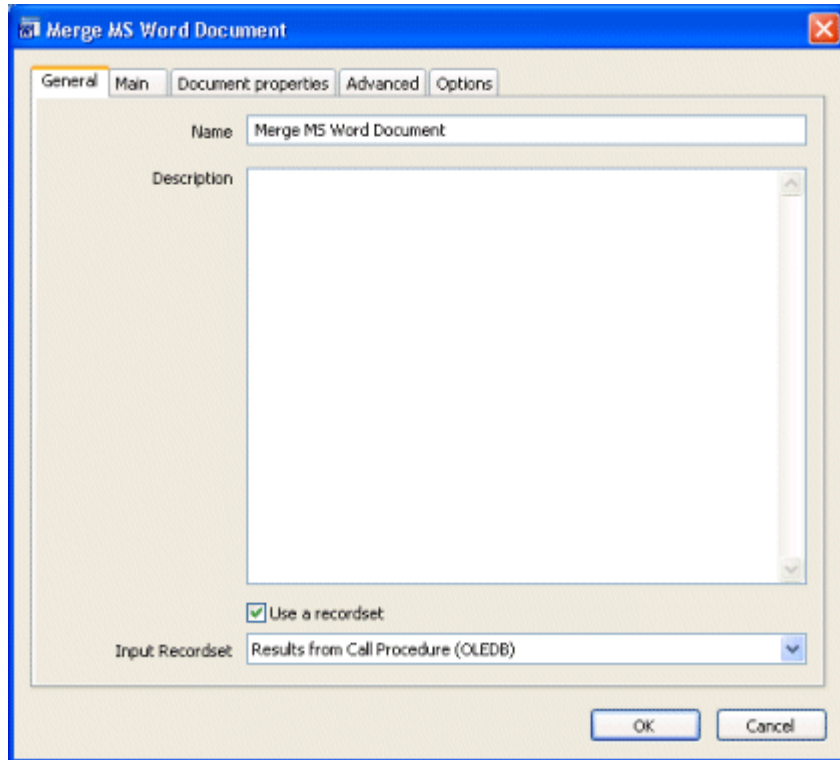 Merge MS Word Document
General Main Document properties Advanced Options
Name Merge MS Word Document
Description
Use a recordset
Input Recordset Results from Call Procedure (OLEDB)
OK Cancel